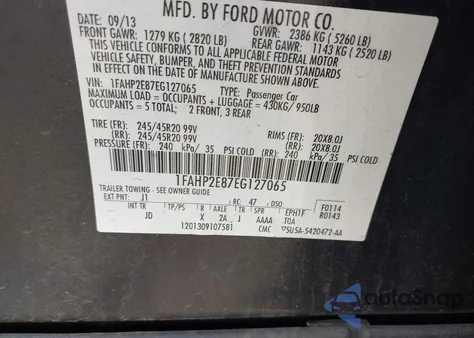 MFD. BY FORD MOTOR CO.
DATE: 09/13 GVWR: 2386 KG ( 5260 LB)
FRONT GAWR: 1279 KG ( 2820 LB) REAR GAWR: 1143 KG ( 2520 LB)
THIS VEHICLE CONFORMS TO ALL APPLICABLE FEDERAL MOTOR
VEHICLE SAFETY, BUMPER, AND THEFT PREVENTION STANDARDS
IN EFFECT ON THE DATE OF MANUFACTURE SHOWN ABOVE.
VIN: 1FAHP2E87EG127065 TYPE: Passenger Car
MAXIMUM LOAD = OCCUPANTS + LUGGAGE = 430KG/ 950LB
OCCUPANTS = 5 TOTAL: 2 FRONT, 3 REAR
TIRE (FR): 245/45R20 99V RIMS (FR): 20X8.0J
(RR): 245/45R20 99V (RR): 20X8.0J
PRESSURE (FR): 240 kPa/ 35 PSI COLD (RR): 240 kPa/ 35 PSI COLD
1FAHP2E87EG127065
TRAILER TOWING - SEE OWNER GUIDE
EXT PNT: J1 RC: 47 DSO: F0114
INT TR TP/PS R AXLE TR SPR EPH1F R0143
JD X 2A J AAAA TOA
1201309107581 CMC 5U5A-5420472-AA
autoSnap